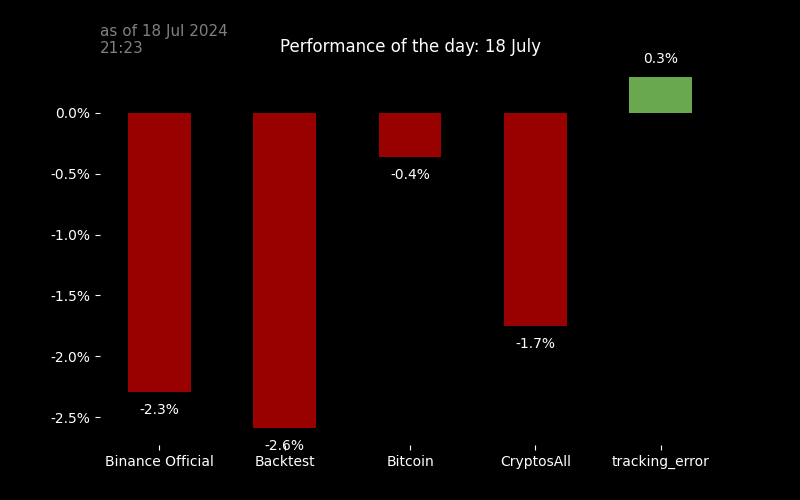 as of 18 Jul 2024
21:23
Performance of the day: 18 July
0.3%
0.0%
-0.5%
-0.4%
-1.0%
-1.5%
-1.7%
-2.0%
-2.3%
-2.5%
-2.6%
Binance Official
Backtest
Bitcoin
CryptosAll
tracking_error